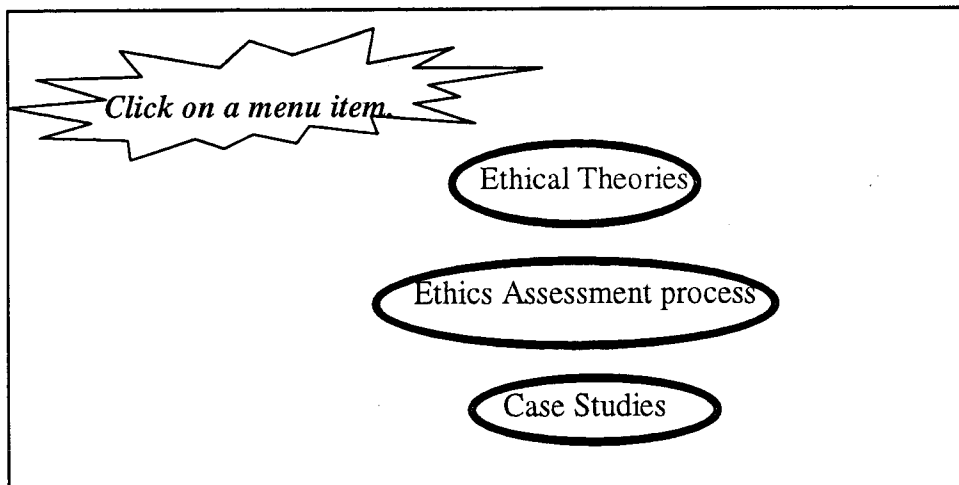 Click on a menu item.
Ethical Theories
Ethics Assessment process
Case Studies